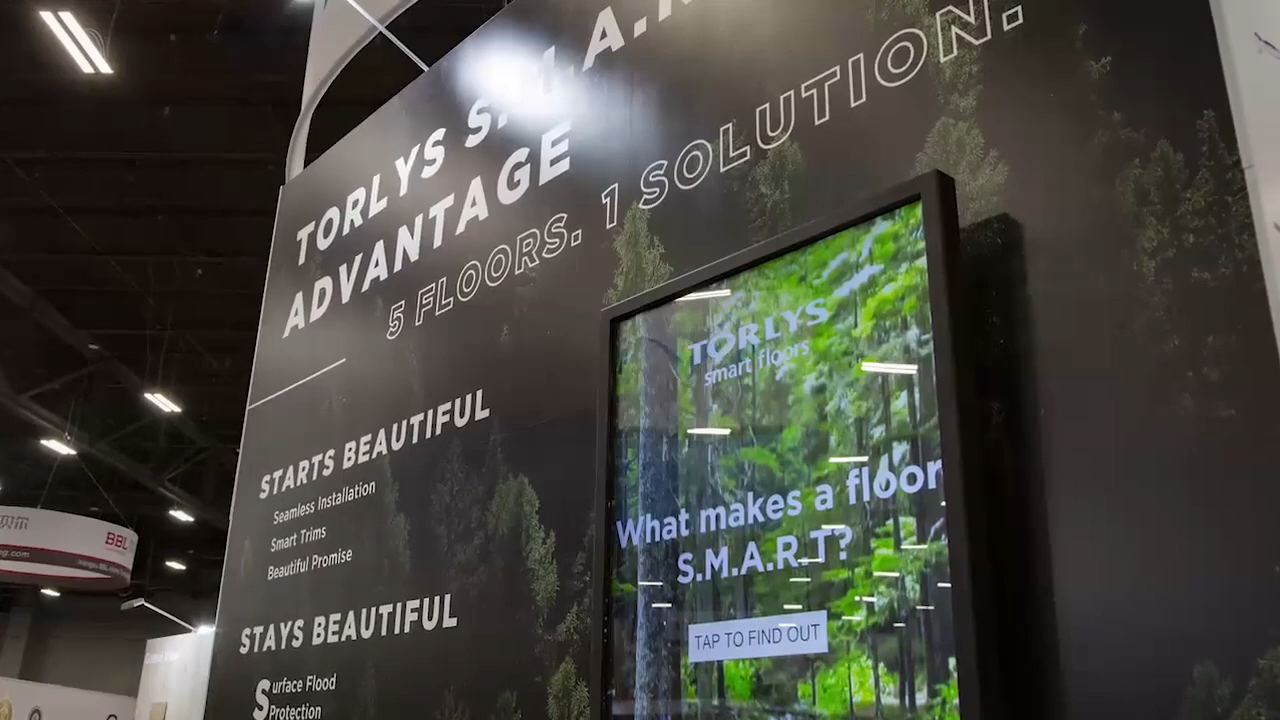 TORLYS S.M.A.R
ADVANTAGE
5 FLOORS. 1 SOLUTION.
STARTS BEAUTIFUL
Seamless Installation
Smart Trims
Beautiful Promise
STAYS BEAUTIFUL
Surface Flood
Protection
TORLYS
smart floors
What makes a floor
S.M.A.R.T?
TAP TO FIND OUT
BBL